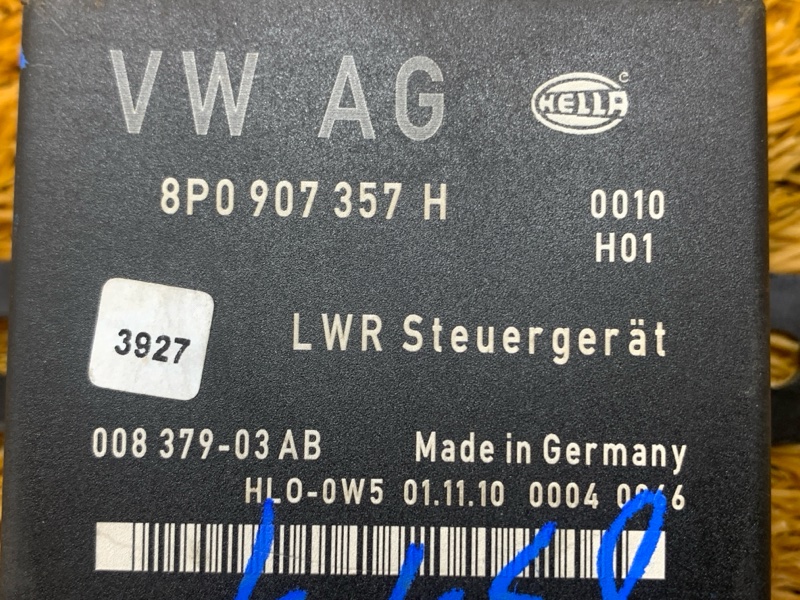 VW AG HELLA
8P0 907 357 H 0010
H01
LWR Steuergerät
3927
008 379-03 AB Made in Germany
HLO-0W5 01.11.10 0004